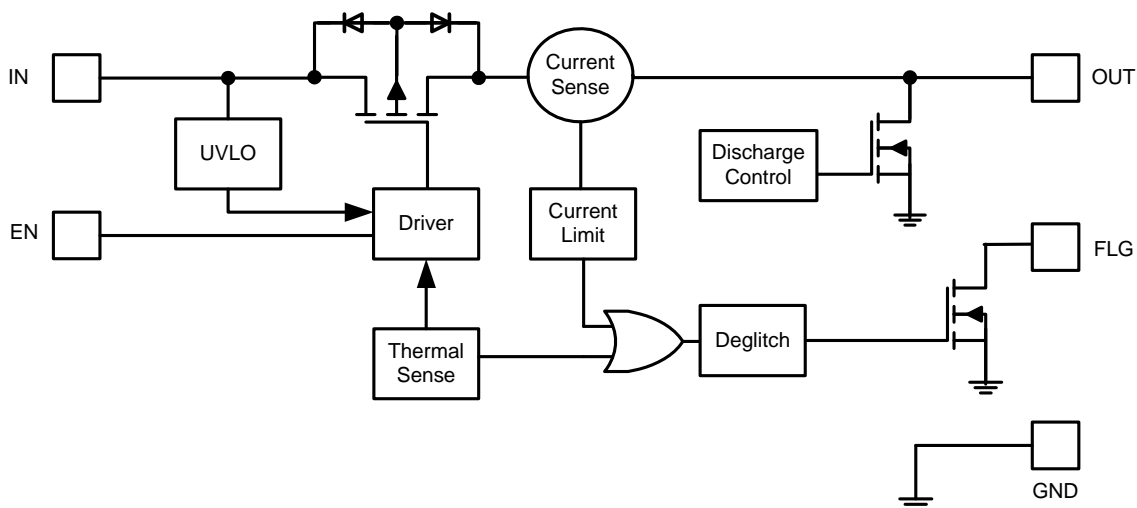 IN
Current
Sense
OUT
UVLO
Discharge
Control
EN
Driver
Current
Limit
FLG
Thermal
Sense
Deglitch
GND